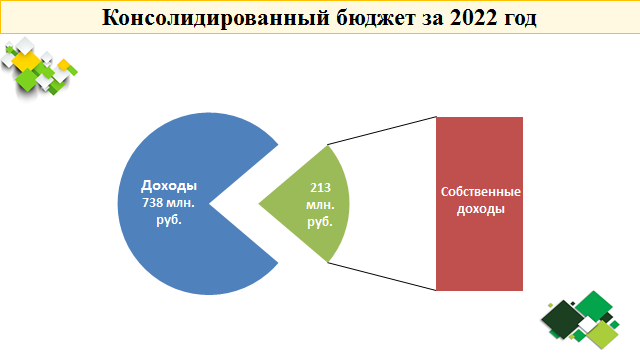 Консолидированный бюджет за 2022 год
Доходы
738 млн.
руб.
213
млн.
руб.
Собственные
доходы